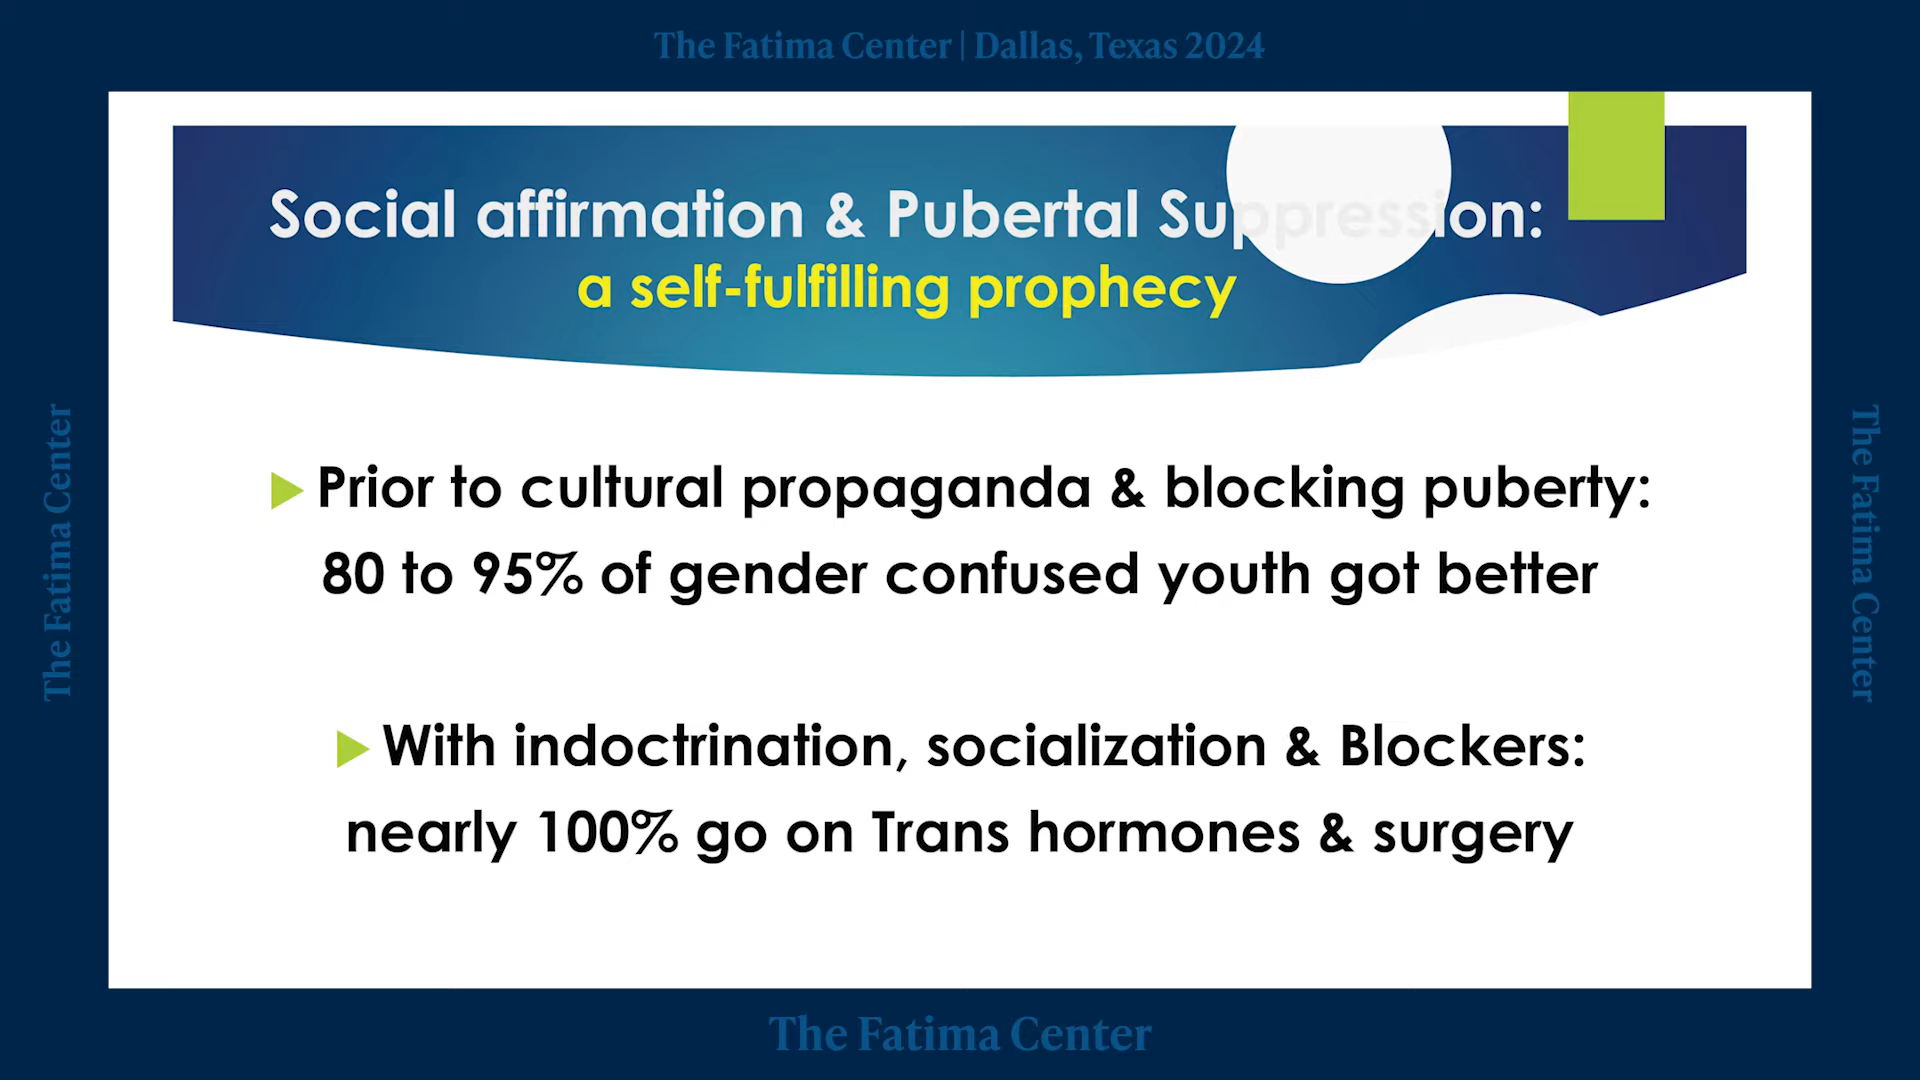 The Fatima Center | Dallas, Texas 2024
Social affirmation & Pubertal Suppression:
a self-fulfilling prophecy
The Fatima Center
The Fatima Center
Prior to cultural propaganda & blocking puberty:
80 to 95% of gender confused youth got better
With indoctrination, socialization & Blockers:
nearly 100% go on Trans hormones & surgery
The Fatima Center